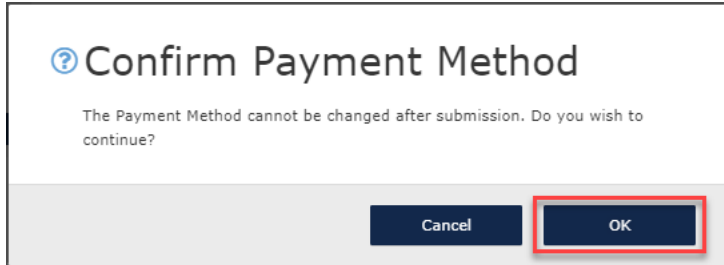 Confirm Payment Method
The Payment Method cannot be changed after submission. Do you wish to
continue?
Cancel OK